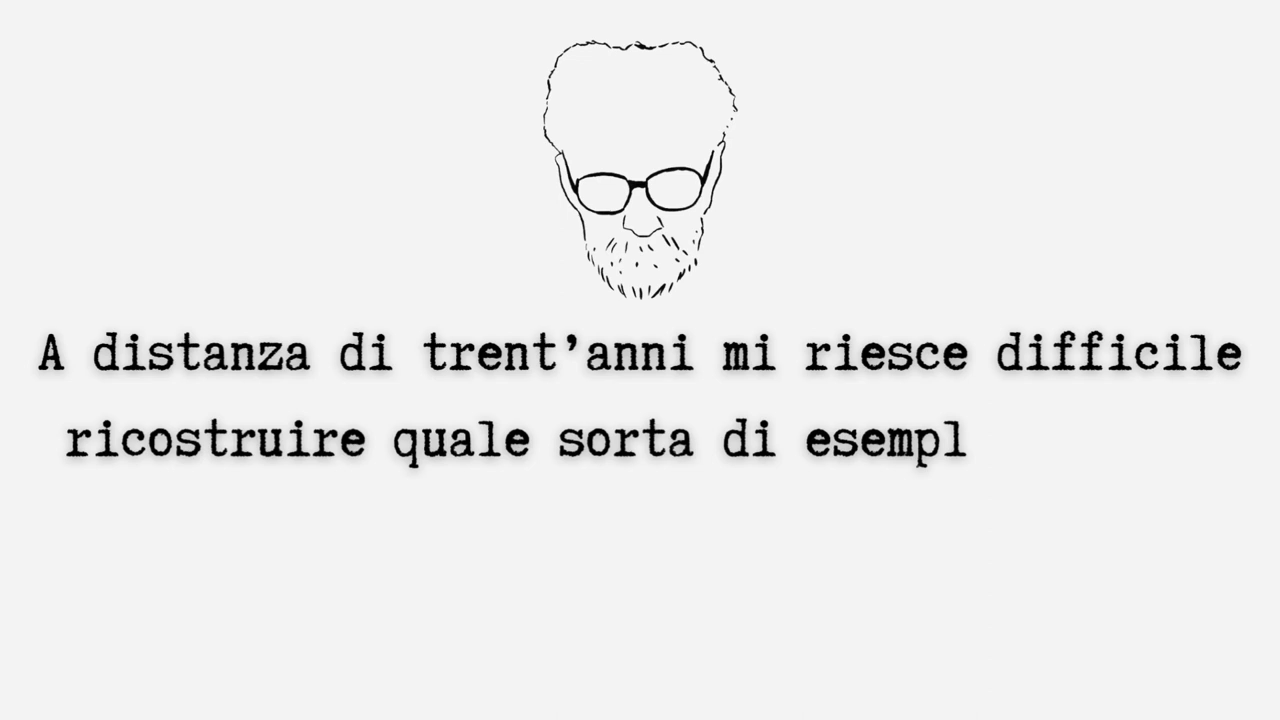 A distanza di trent’anni mi riesce difficile
ricostruire quale sorta di esempl